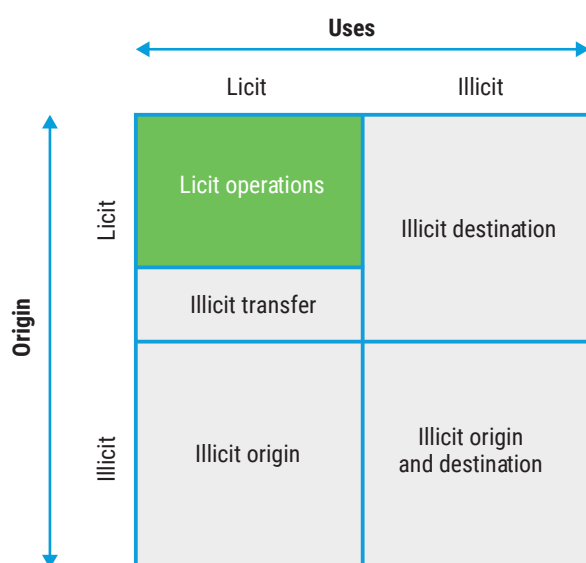 Uses
Licit
Illicit
Origin
Licit
Illicit
Licit operations
Illicit destination
Illicit transfer
Illicit origin
Illicit origin
and destination